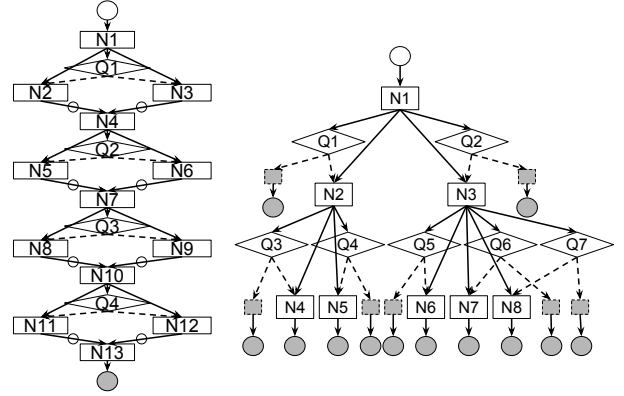 N1
Q1
N2 N3
N4
Q2
N5 N6
N7
Q3
N8 N9
N10
Q4
N11 N12
N13
N1
Q1 Q2
N2 N3
Q3 Q4 Q5 Q6 Q7
N4 N5 N6 N7 N8